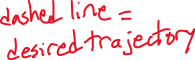 dashed line =
desired trajectory